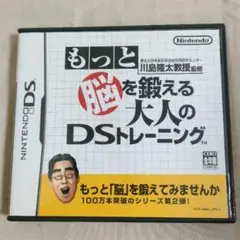 もっと
Nintendo
東北大学未来科学技術共同研究センター
川島隆太教授監修
脳を鍛える
大人の
DSトレーニング
TM
NINTENDO DS
全年齢
もっと「脳」を鍛えてみませんか
100万本突破のシリーズ第2弾!